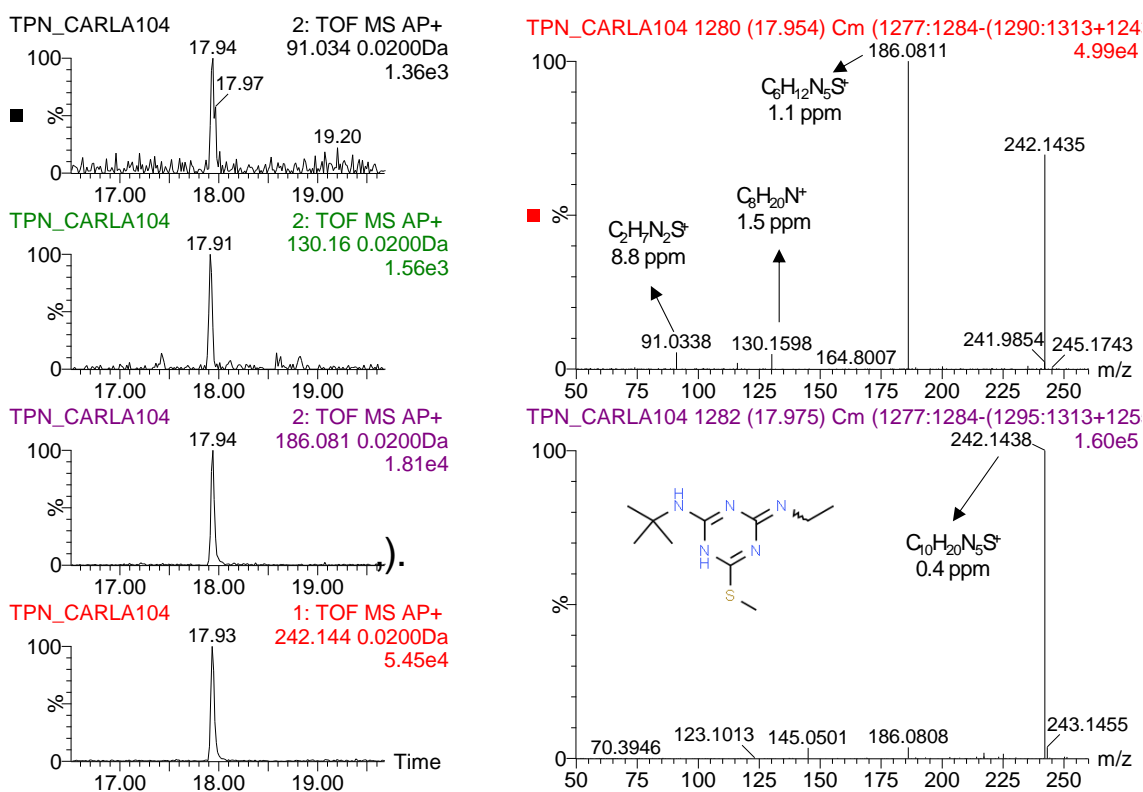 TPN_CARLA104
2: TOF MS AP+
91.034 0.0200Da
1.36e3
100
%
0
17.94
17.97
19.20
17.00
18.00
19.00
TPN_CARLA104
2: TOF MS AP+
130.16 0.0200Da
1.56e3
100
%
0
17.91
17.00
18.00
19.00
TPN_CARLA104
2: TOF MS AP+
186.081 0.0200Da
1.81e4
100
%
0
17.94
).
17.00
18.00
19.00
TPN_CARLA104
1: TOF MS AP+
242.144 0.0200Da
5.45e4
100
%
0
17.93
Time
17.00
18.00
19.00
TPN_CARLA104 1280 (17.954) Cm (1277:1284-(1290:1313+124
4.99e4
100
%
0
186.0811
C6H12N5S+
1.1 ppm
242.1435
C8H20N+
1.5 ppm
C2H7N2S+
8.8 ppm
91.0338
130.1598
164.8007
241.9854
245.1743
m/z
50 75 100 125 150 175 200 225 250
TPN_CARLA104 1282 (17.975) Cm (1277:1284-(1295:1313+125
1.60e5
100
%
0
242.1438
H
N
N
N
N
H
N
S
C10H20N5S+
0.4 ppm
70.3946
123.1013
145.0501
186.0808
243.1455
m/z
50 75 100 125 150 175 200 225 250